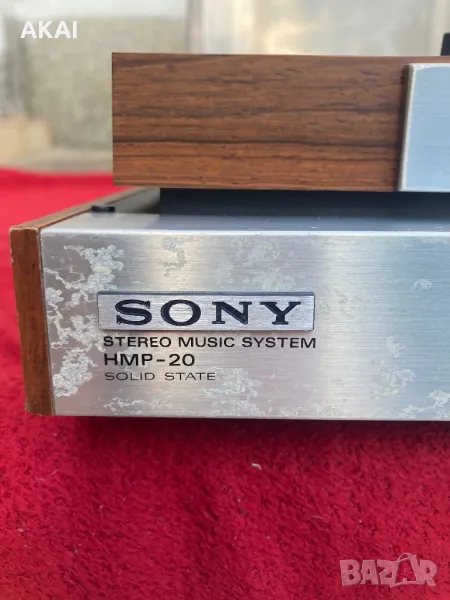 AKAI
SONY
STEREO MUSIC SYSTEM
HMP-20
SOLID STATE
BAZAR